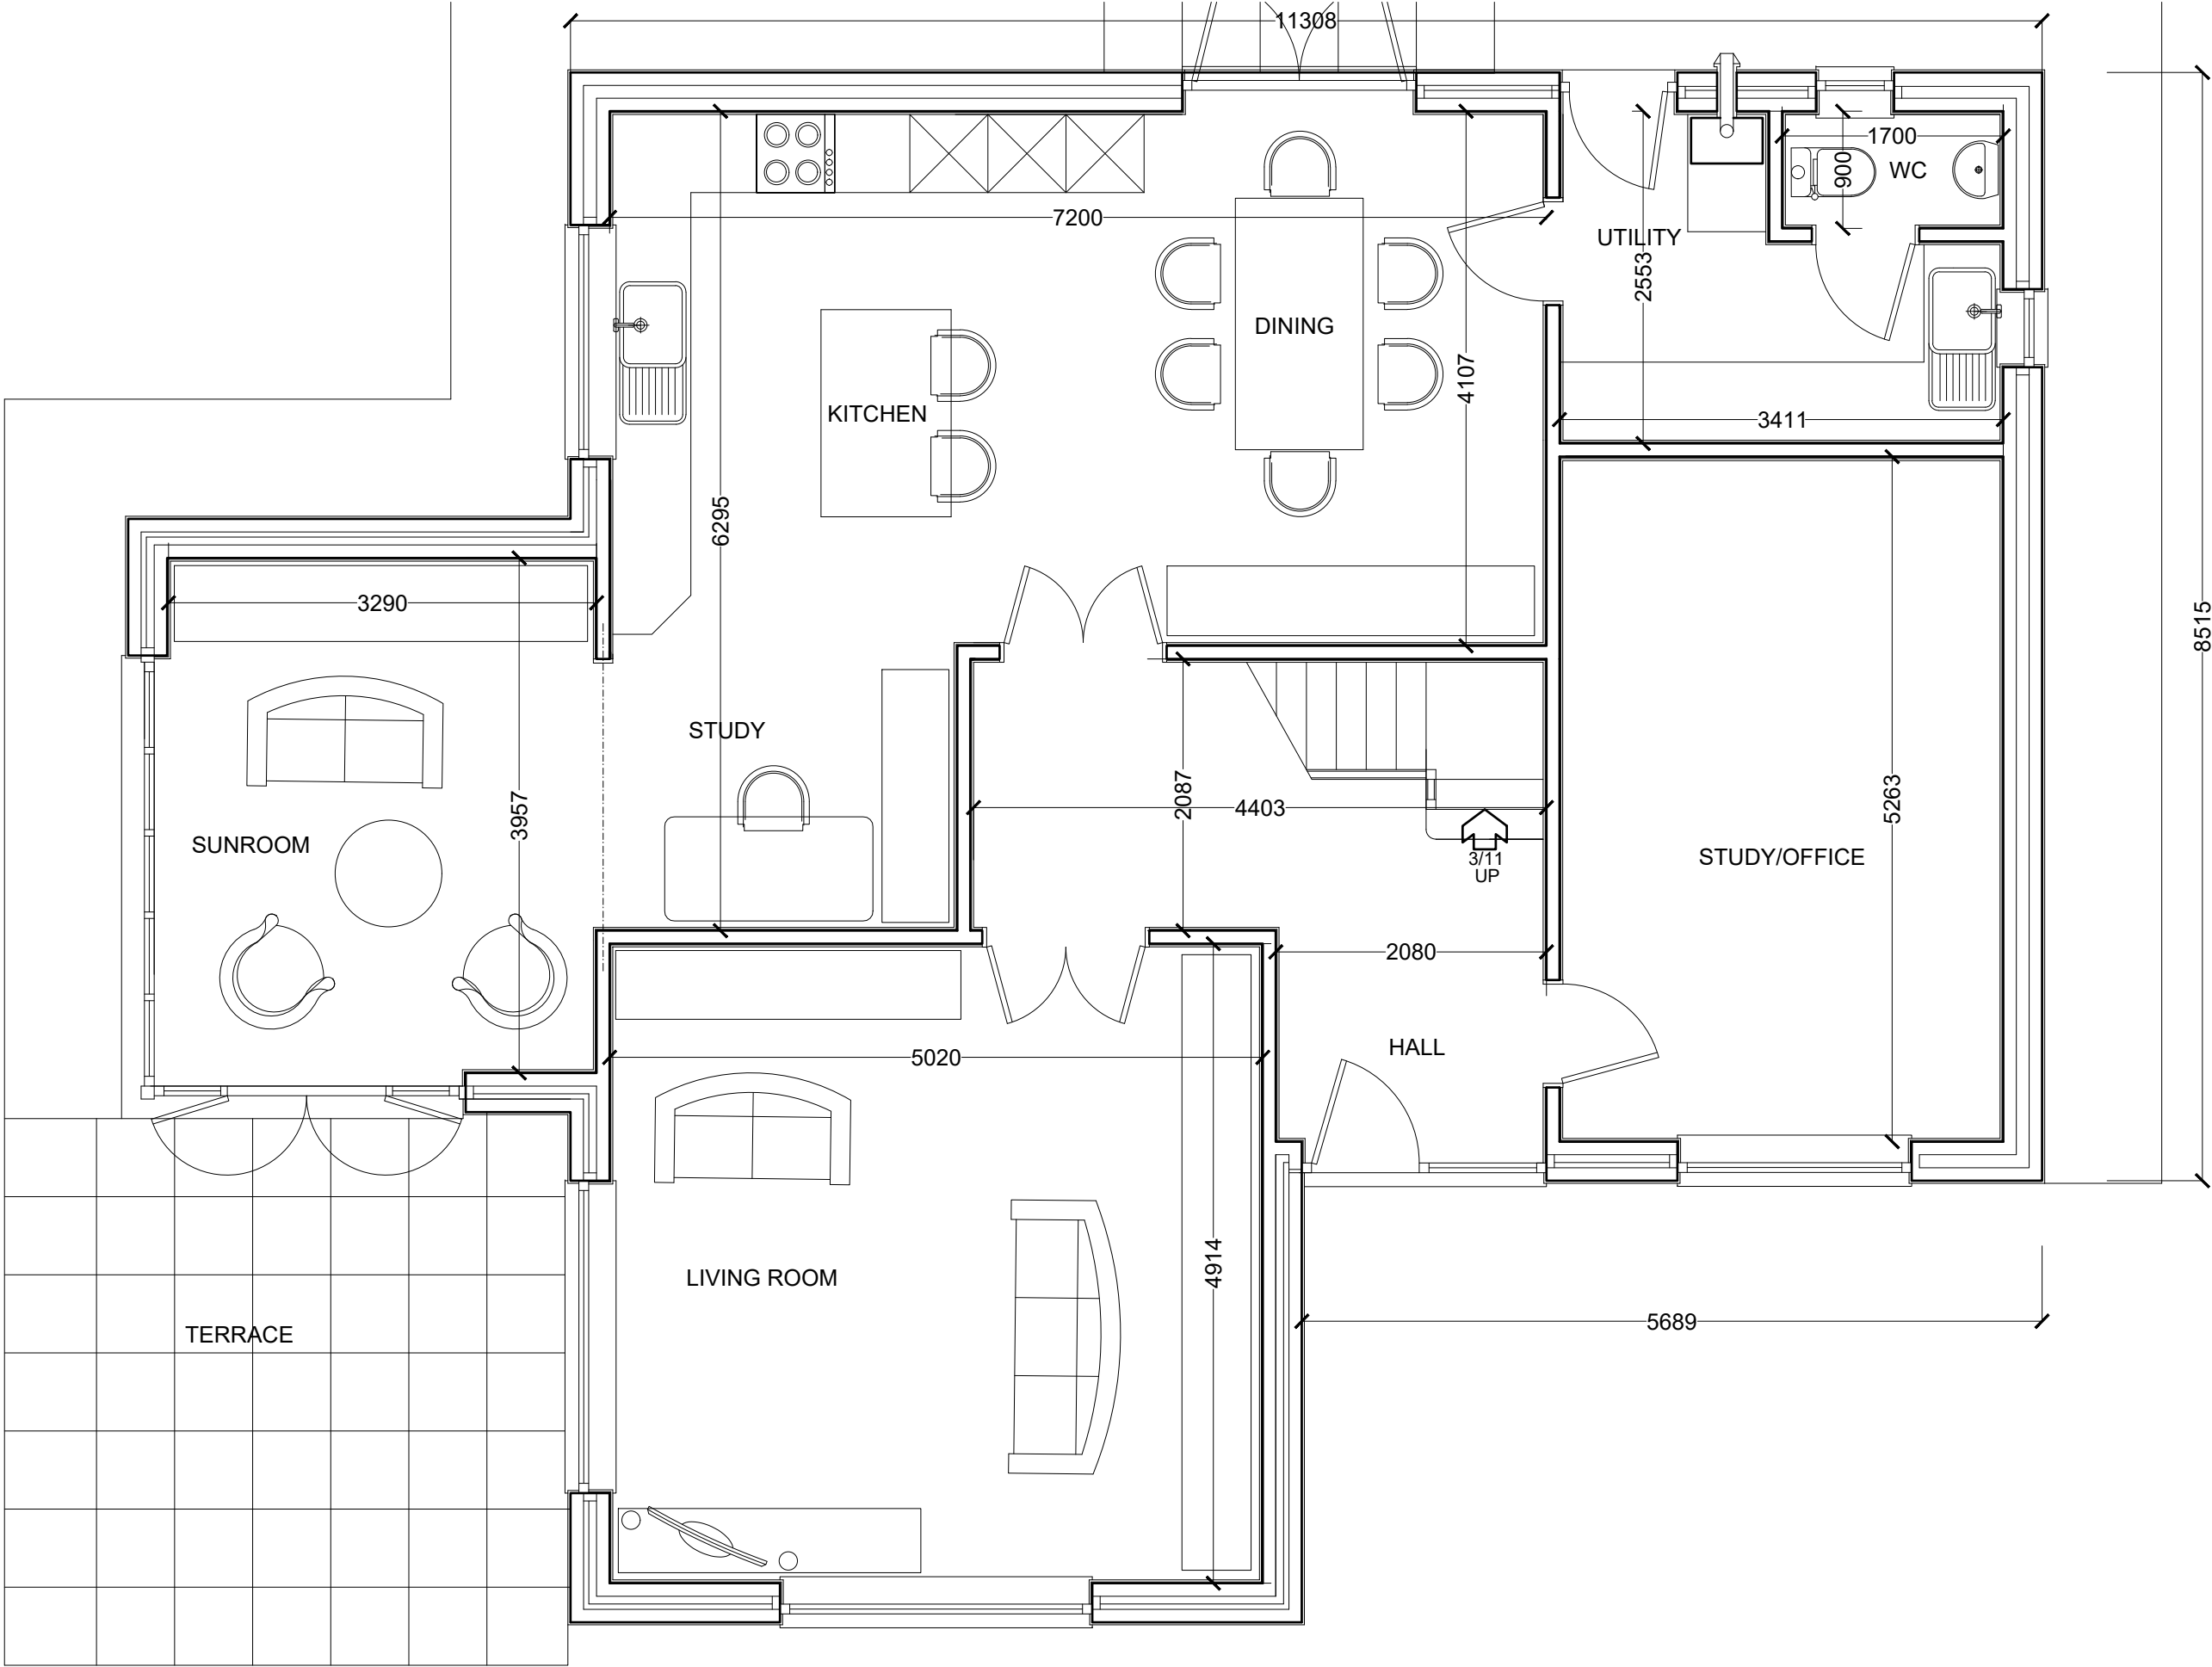 11308
1700
WC
900
7200
UTILITY
2553
DINING
4107
KITCHEN
3411
6295
3290
8515
STUDY
2087
4403
5263
3957
SUNROOM
3/11
UP
STUDY/OFFICE
2080
HALL
5020
4914
LIVING ROOM
5689
TERRACE